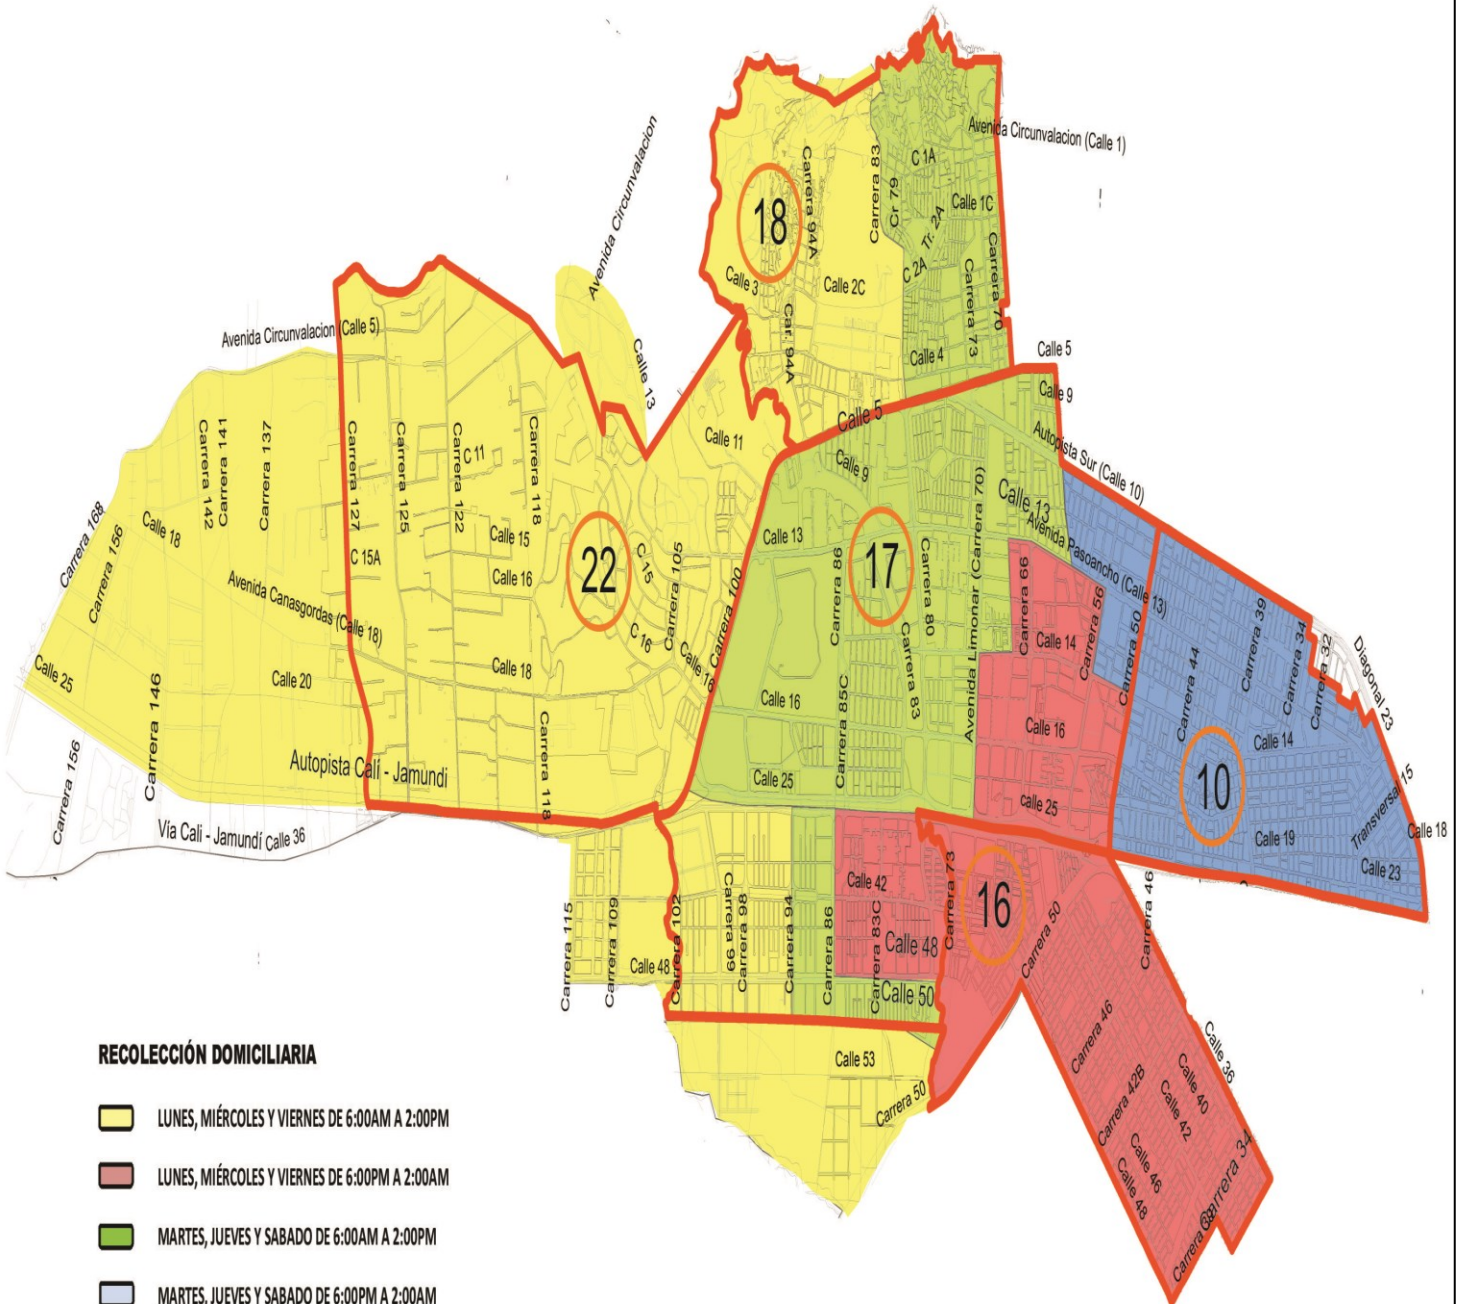 Avenida Circunvalacion (Calle 1)
Avenida Circunvalacion
Carrera 94A
Carrera 83
C 1A
Cr 79
Calle 1C
Tr. 2A
18
C 2A
Calle 3
Calle 2C
Carrera 73
Carrera 70
Car. 94A
Calle 4
Calle 5
Avenida Circunvalacion (Calle 5)
Calle 13
Calle 9
Calle 5
Calle 11
Calle 9
Autopista Sur (Calle 10)
Carrera 168
Carrera 156
Carrera 142
Carrera 141
Carrera 137
Carrera 127
Carrera 125
Carrera 122
C 11
Carrera 118
Calle 18
Calle 15
C 15A
Calle 16
22
C 15
Carrera 105
C 16
Carrera 100
Calle 16
Calle 13
Carrera 86
17
Carrera 80
Avenida Limonar (Carrera 70)
Calle 13
Avenida Pasoancho (Calle 13)
Carrera 66
Carrera 56
Carrera 50
Calle 14
Carrera 39
Carrera 34
Carrera 32
Diagonal 23
Carrera 44
Avenida Canasgordas (Calle 18)
Calle 25
Carrera 146
Calle 20
Calle 18
Carrera 118
Autopista Cali - Jamundi
Calle 16
Carrera 85C
Carrera 83
Calle 25
Calle 16
calle 25
10
Calle 14
Calle 19
Transversal 15
Calle 18
Calle 23
Carrera 156
Vía Cali - Jamundí Calle 36
Carrera 115
Carrera 109
Calle 48
Carrera 102
Carrera 99
Carrera 98
Carrera 94
Carrera 86
Calle 42
Carrera 83C
Calle 48
Calle 50
Carrera 73
16
Carrera 50
Carrera 46
Calle 53
Carrera 50
Carrera 46
Carrera 42B
Calle 36
Calle 40
Calle 42
Calle 46
Calle 48
Carrera 34
Carrera 39
RECOLECCIÓN DOMICILIARIA
LUNES, MIÉRCOLES Y VIERNES DE 6:00AM A 2:00PM
LUNES, MIÉRCOLES Y VIERNES DE 6:00PM A 2:00AM
MARTES, JUEVES Y SABADO DE 6:00AM A 2:00PM
MARTES, JUEVES Y SABADO DE 6:00PM A 2:00AM